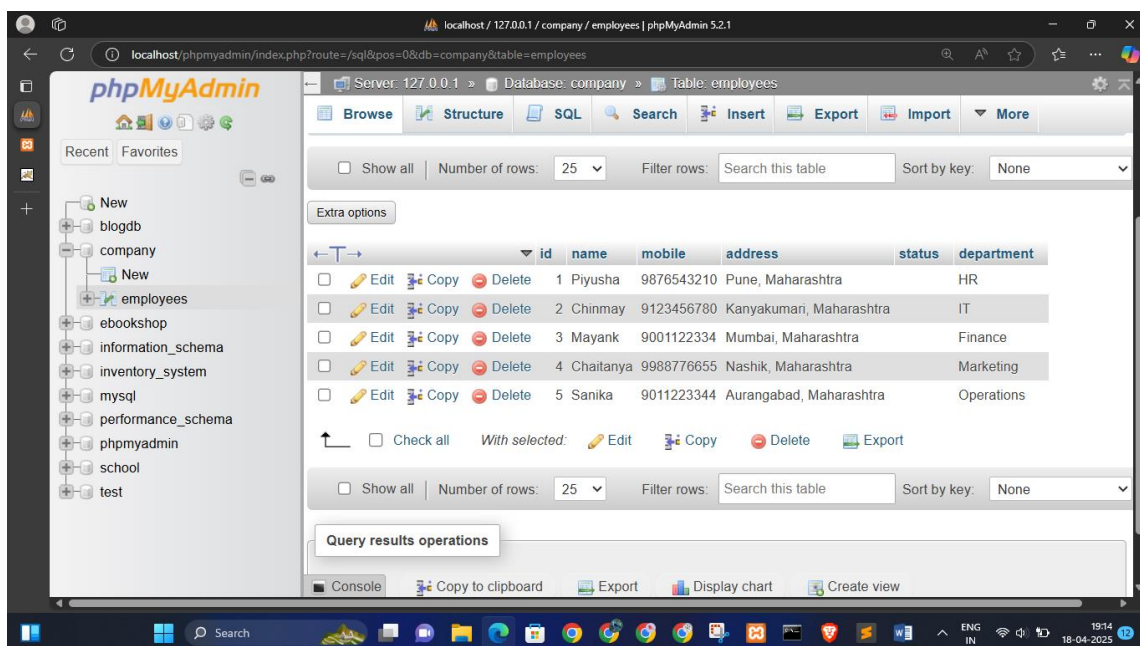 localhost / 127.0.0.1 / company / employees | phpMyAdmin 5.2.1
localhost/phpmyadmin/index.php?route=/sql&pos=0&db=company&table=employees
phpMyAdmin
Recent Favorites
New
blogdb
company
New
employees
ebookshop
information_schema
inventory_system
mysql
performance_schema
phpmyadmin
school
test
Server: 127.0.0.1 » Database: company » Table: employees
Browse Structure SQL Search Insert Export Import More
Show all Number of rows: 25 Filter rows: Search this table Sort by key: None
Extra options
id name mobile address status department
Edit Copy Delete 1 Piyusha 9876543210 Pune, Maharashtra HR
Edit Copy Delete 2 Chinmay 9123456780 Kanyakumari, Maharashtra IT
Edit Copy Delete 3 Mayank 9001122334 Mumbai, Maharashtra Finance
Edit Copy Delete 4 Chaitanya 9988776655 Nashik, Maharashtra Marketing
Edit Copy Delete 5 Sanika 9011223344 Aurangabad, Maharashtra Operations
Check all With selected: Edit Copy Delete Export
Show all Number of rows: 25 Filter rows: Search this table Sort by key: None
Query results operations
Console Copy to clipboard Export Display chart Create view
Search
ENG
IN
19:14
18-04-2025
12